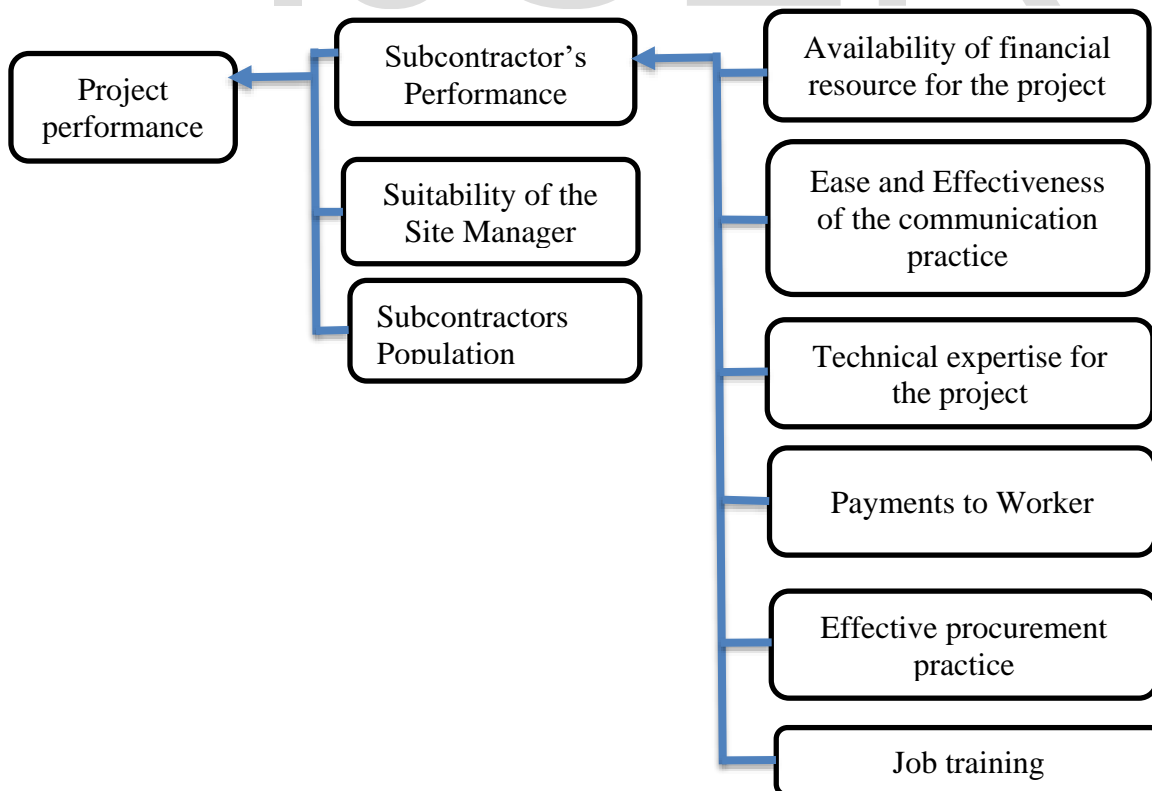 Project
performance
Subcontractor’s
Performance
Suitability of the
Site Manager
Subcontractors
Population
Availability of financial
resource for the project
Ease and Effectiveness
of the communication
practice
Technical expertise for
the project
Payments to Worker
Effective procurement
practice
Job training